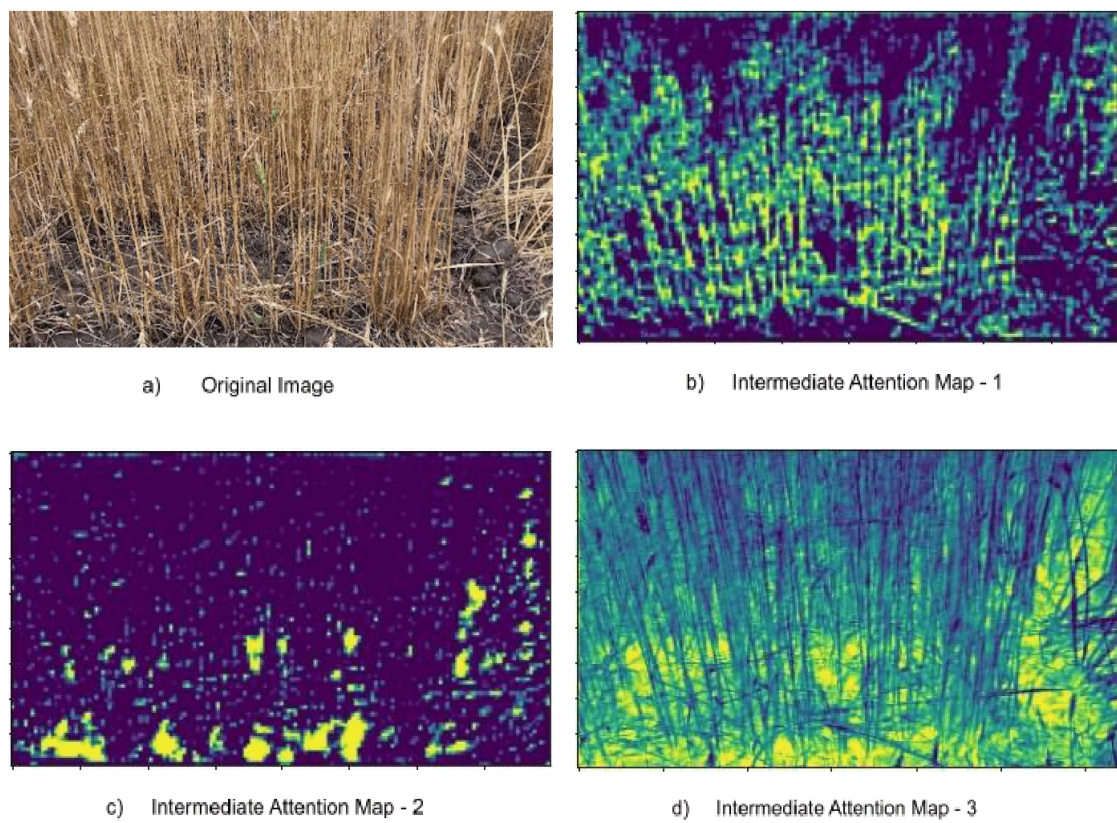 a) Original Image
b) Intermediate Attention Map - 1
c) Intermediate Attention Map - 2
d) Intermediate Attention Map - 3